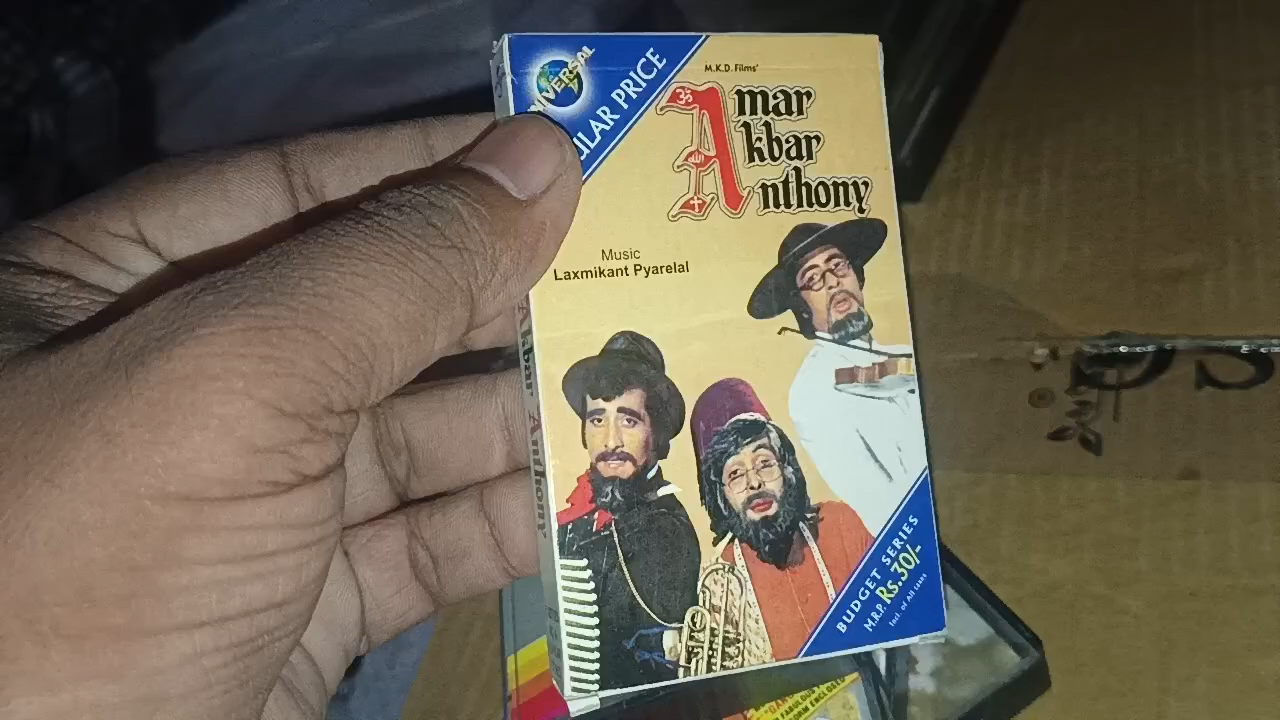 UNIVERSAL
ULAR PRICE
M.K.D. Films'
Amar
Akbar
Anthony
Music
Laxmikant Pyarelal
Akbar Anthony
BUDGET SERIES
M.R.P. Rs.30/-
Incl. of All taxes